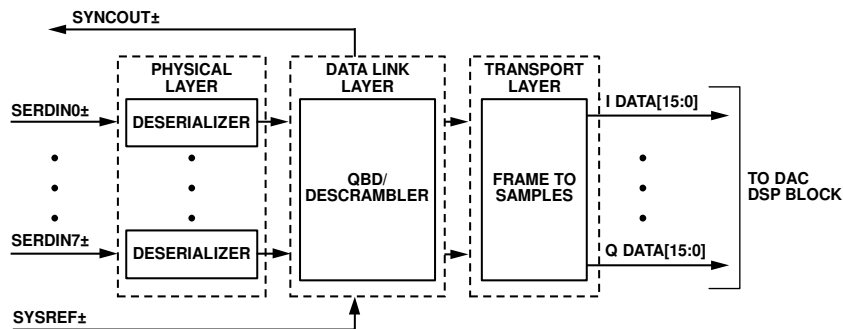 SYNCOUT±
PHYSICAL
LAYER
DATA LINK
LAYER
TRANSPORT
LAYER
SERDIN0±
DESERIALIZER
I DATA[15:0]
QBD/
DESCRAMBLER
FRAME TO
SAMPLES
TO DAC
DSP BLOCK
SERDIN7±
DESERIALIZER
Q DATA[15:0]
SYSREF±